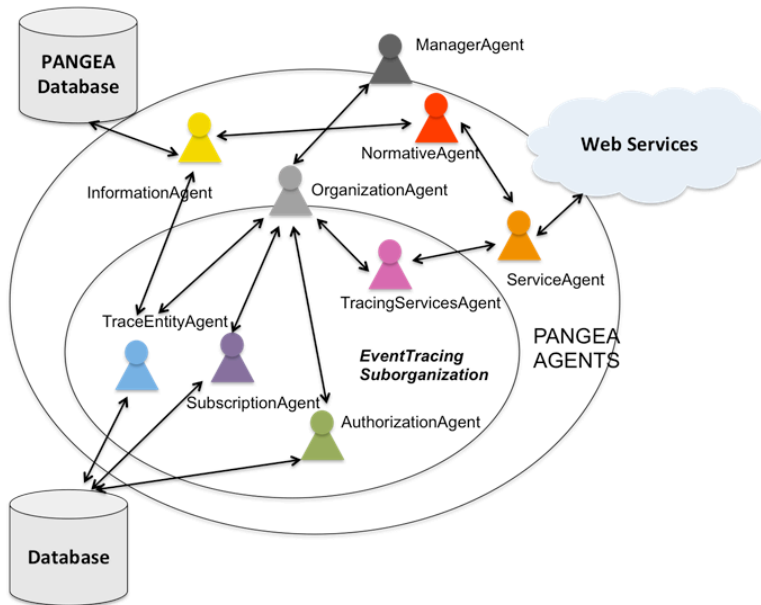 ManagerAgent
PANGEA
Database
NormativeAgent
Web Services
InformationAgent
OrganizationAgent
ServiceAgent
TracingServicesAgent
TraceEntityAgent
PANGEA
AGENTS
EventTracing
Suborganization
SubscriptionAgent
AuthorizationAgent
Database